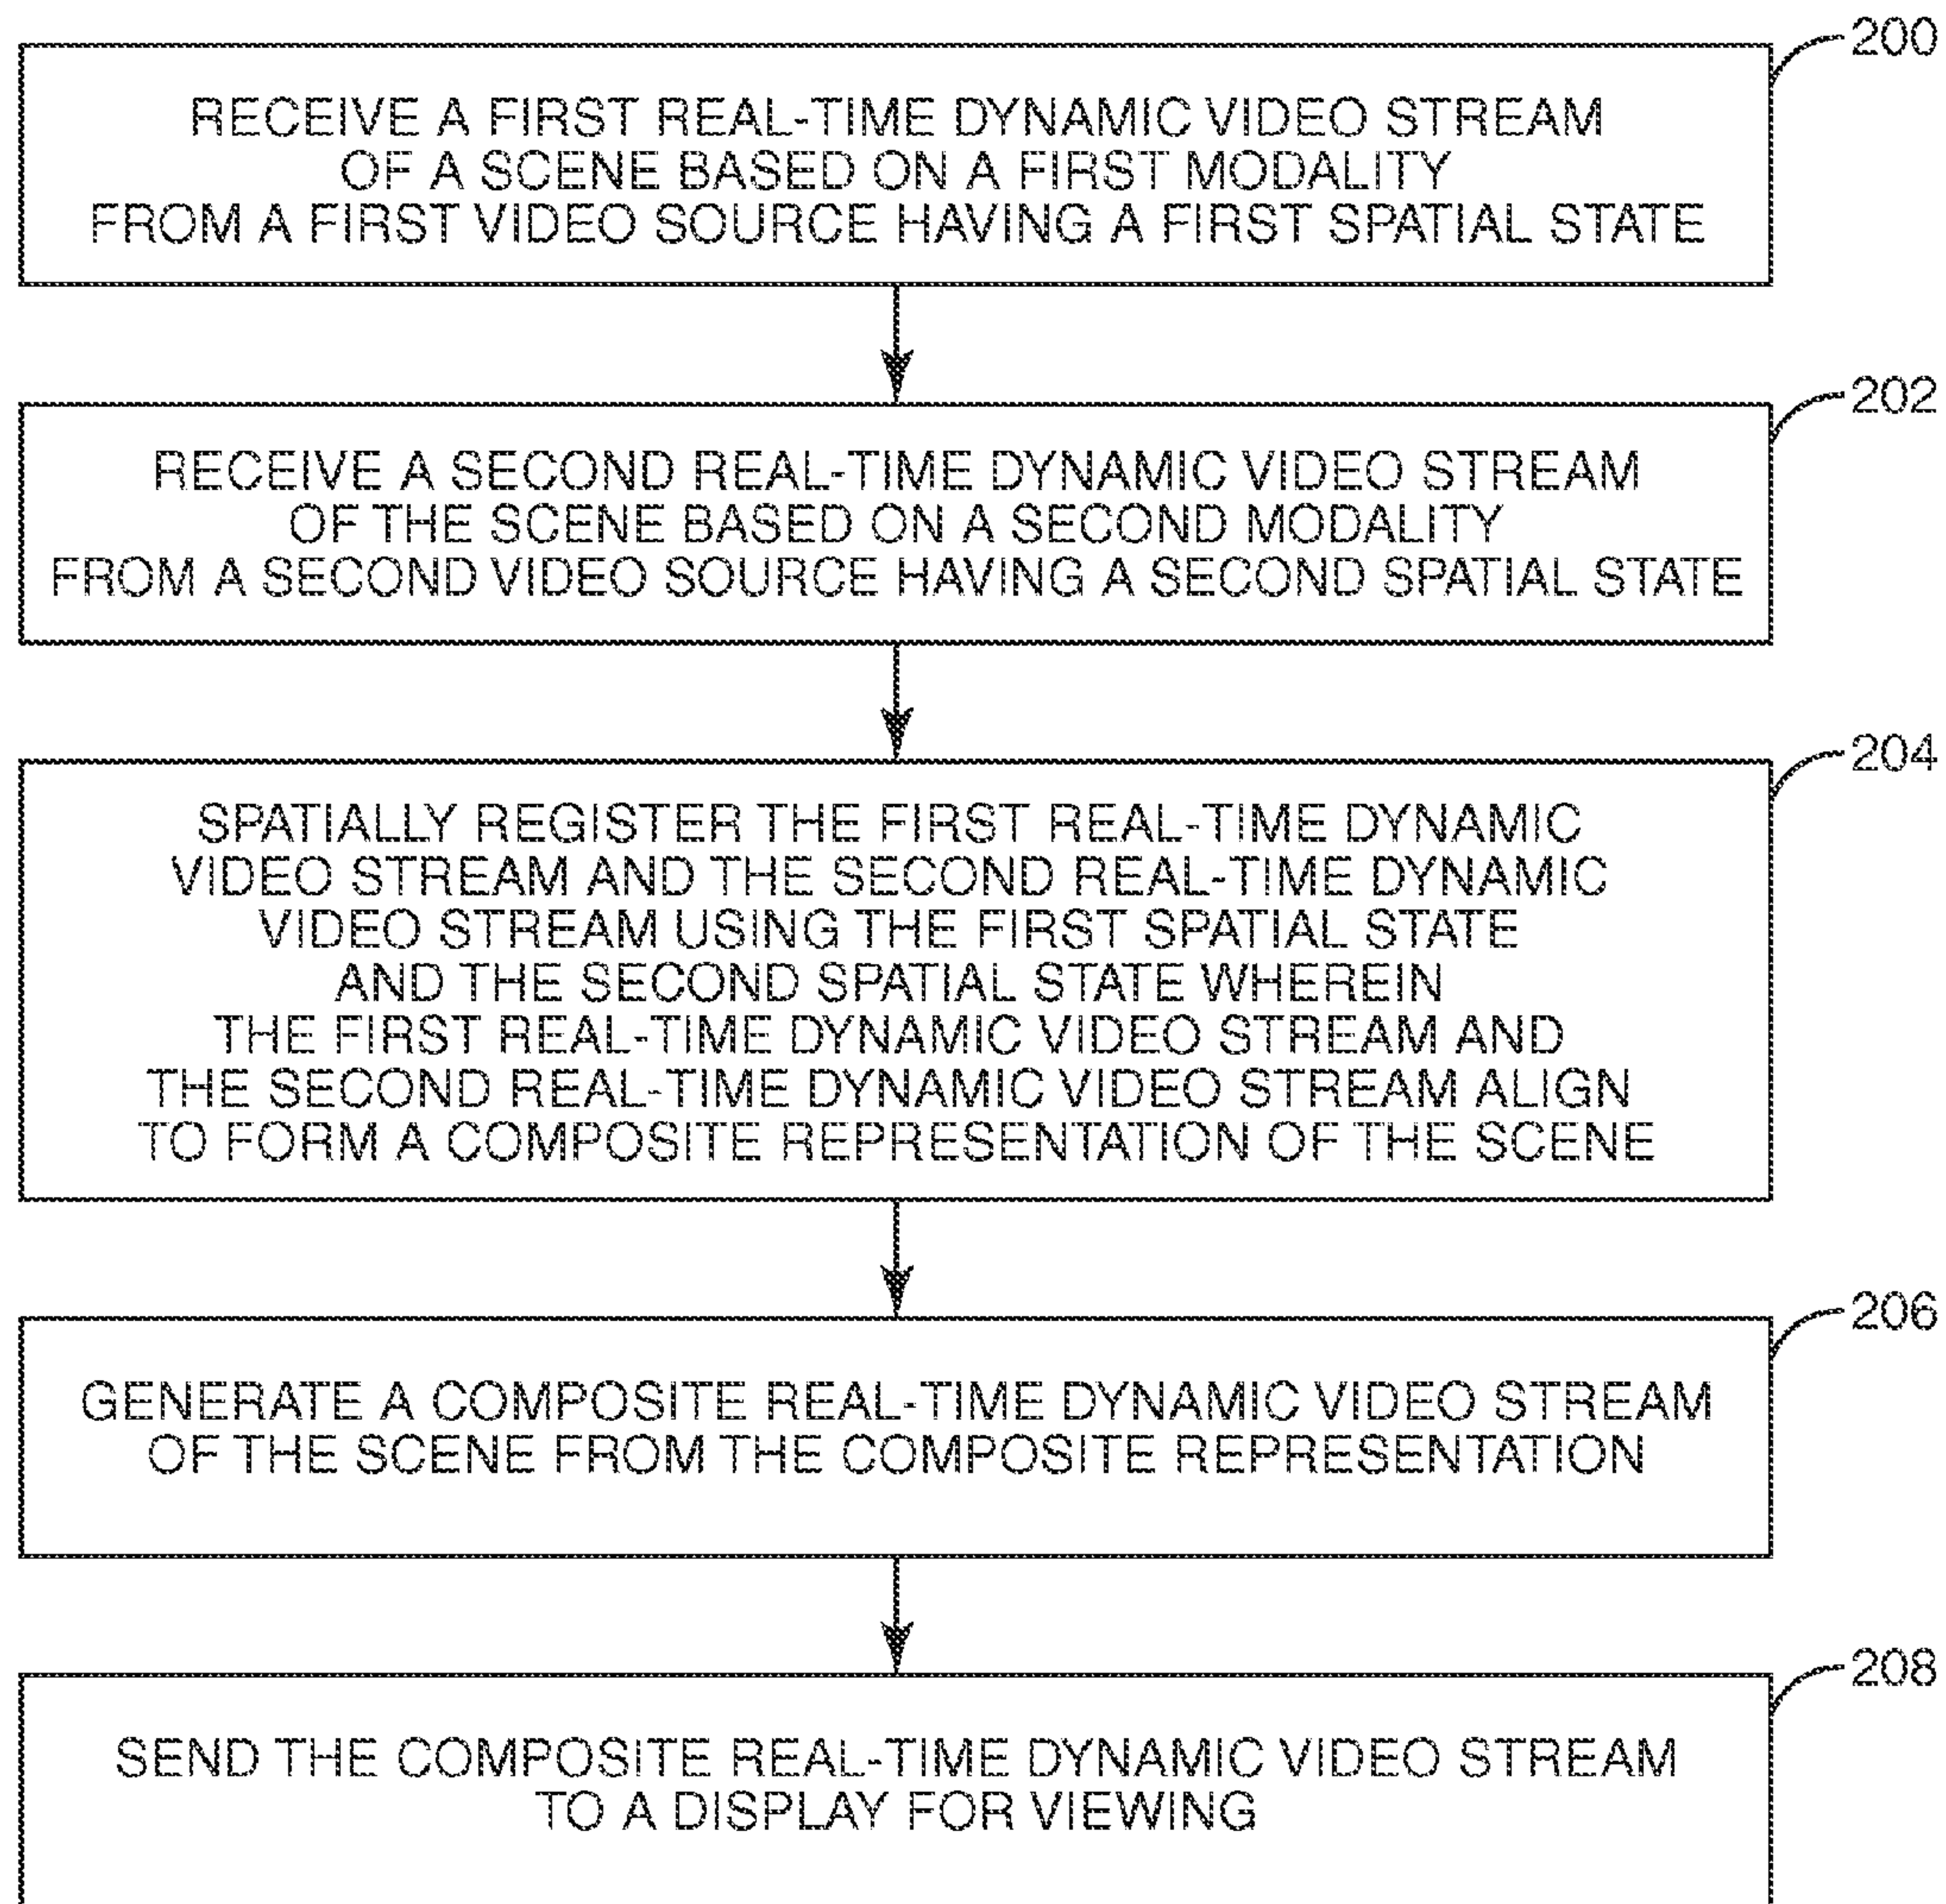 200
RECEIVE A FIRST REAL-TIME DYNAMIC VIDEO STREAM
OF A SCENE BASED ON A FIRST MODALITY
FROM A FIRST VIDEO SOURCE HAVING A FIRST SPATIAL STATE
202
RECEIVE A SECOND REAL-TIME DYNAMIC VIDEO STREAM
OF THE SCENE BASED ON A SECOND MODALITY
FROM A SECOND VIDEO SOURCE HAVING A SECOND SPATIAL STATE
204
SPATIALLY REGISTER THE FIRST REAL-TIME DYNAMIC
VIDEO STREAM AND THE SECOND REAL-TIME DYNAMIC
VIDEO STREAM USING THE FIRST SPATIAL STATE
AND THE SECOND SPATIAL STATE WHEREIN
THE FIRST REAL-TIME DYNAMIC VIDEO STREAM AND
THE SECOND REAL-TIME DYNAMIC VIDEO STREAM ALIGN
TO FORM A COMPOSITE REPRESENTATION OF THE SCENE
206
GENERATE A COMPOSITE REAL-TIME DYNAMIC VIDEO STREAM
OF THE SCENE FROM THE COMPOSITE REPRESENTATION
208
SEND THE COMPOSITE REAL-TIME DYNAMIC VIDEO STREAM
TO A DISPLAY FOR VIEWING